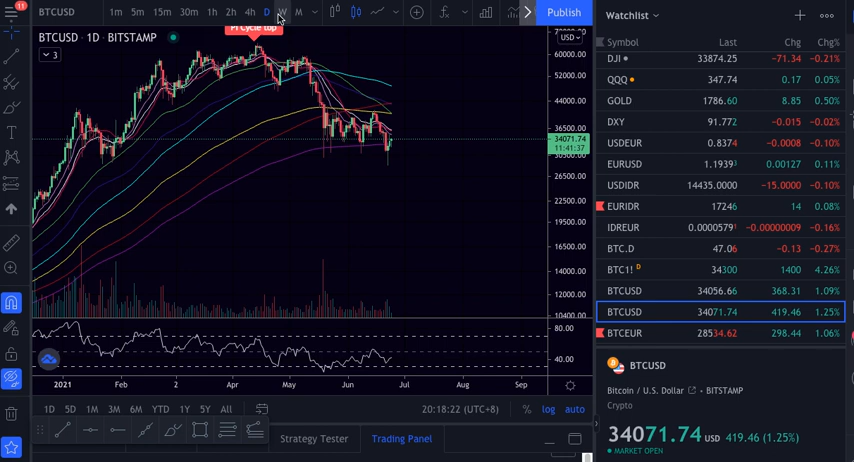 11
BTCUSD 1m 5m 15m 30m 1h 2h 4h D W M Publish
BTCUSD · 1D · BITSTAMP
3
Pi Cycle top
USD
70000.00
60000.00
52000.00
44000.00
36500.00
34071.74
11:41:37
30500.00
26500.00
22500.00
19500.00
16500.00
14000.00
12000.00
10400.00
80.00
40.00
2021 Feb 2 Apr May Jun Jul Aug Sep
1D 5D 1M 3M 6M YTD 1Y 5Y All 20:18:22 (UTC+8) % log auto
Strategy Tester Trading Panel
Watchlist
Symbol Last Chg Chg%
DJI 33874.25 −71.34 −0.21%
QQQ 347.74 0.17 0.05%
GOLD 1786.60 8.85 0.50%
DXY 91.772 −0.015 −0.02%
USDEUR 0.8374 −0.0008 −0.10%
EURUSD 1.19393 0.00127 0.11%
USDIDR 14435.0000 −15.0000 −0.10%
EURIDR 17246 14 0.08%
IDREUR 0.00005791 −0.00000009 −0.16%
BTC.D 47.06 −0.13 −0.27%
BTC1! D 34300 1400 4.26%
BTCUSD 34056.66 368.31 1.09%
BTCUSD 34071.74 419.46 1.25%
BTCEUR 28534.62 298.44 1.06%
BTCUSD
Bitcoin / U.S. Dollar • BITSTAMP
Crypto
34071.74 USD 419.46 (1.25%)
MARKET OPEN